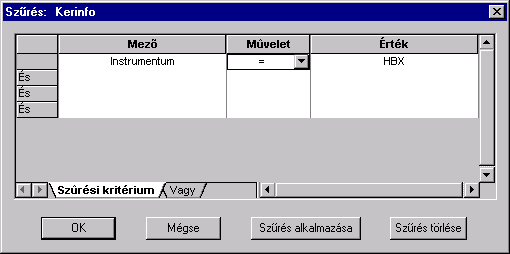 Szűrés: Kerinfo
Mező Művelet Érték
Instrumentum = HBX
És
És
És
Szűrési kritérium Vagy
OK Mégse Szűrés alkalmazása Szűrés törlése